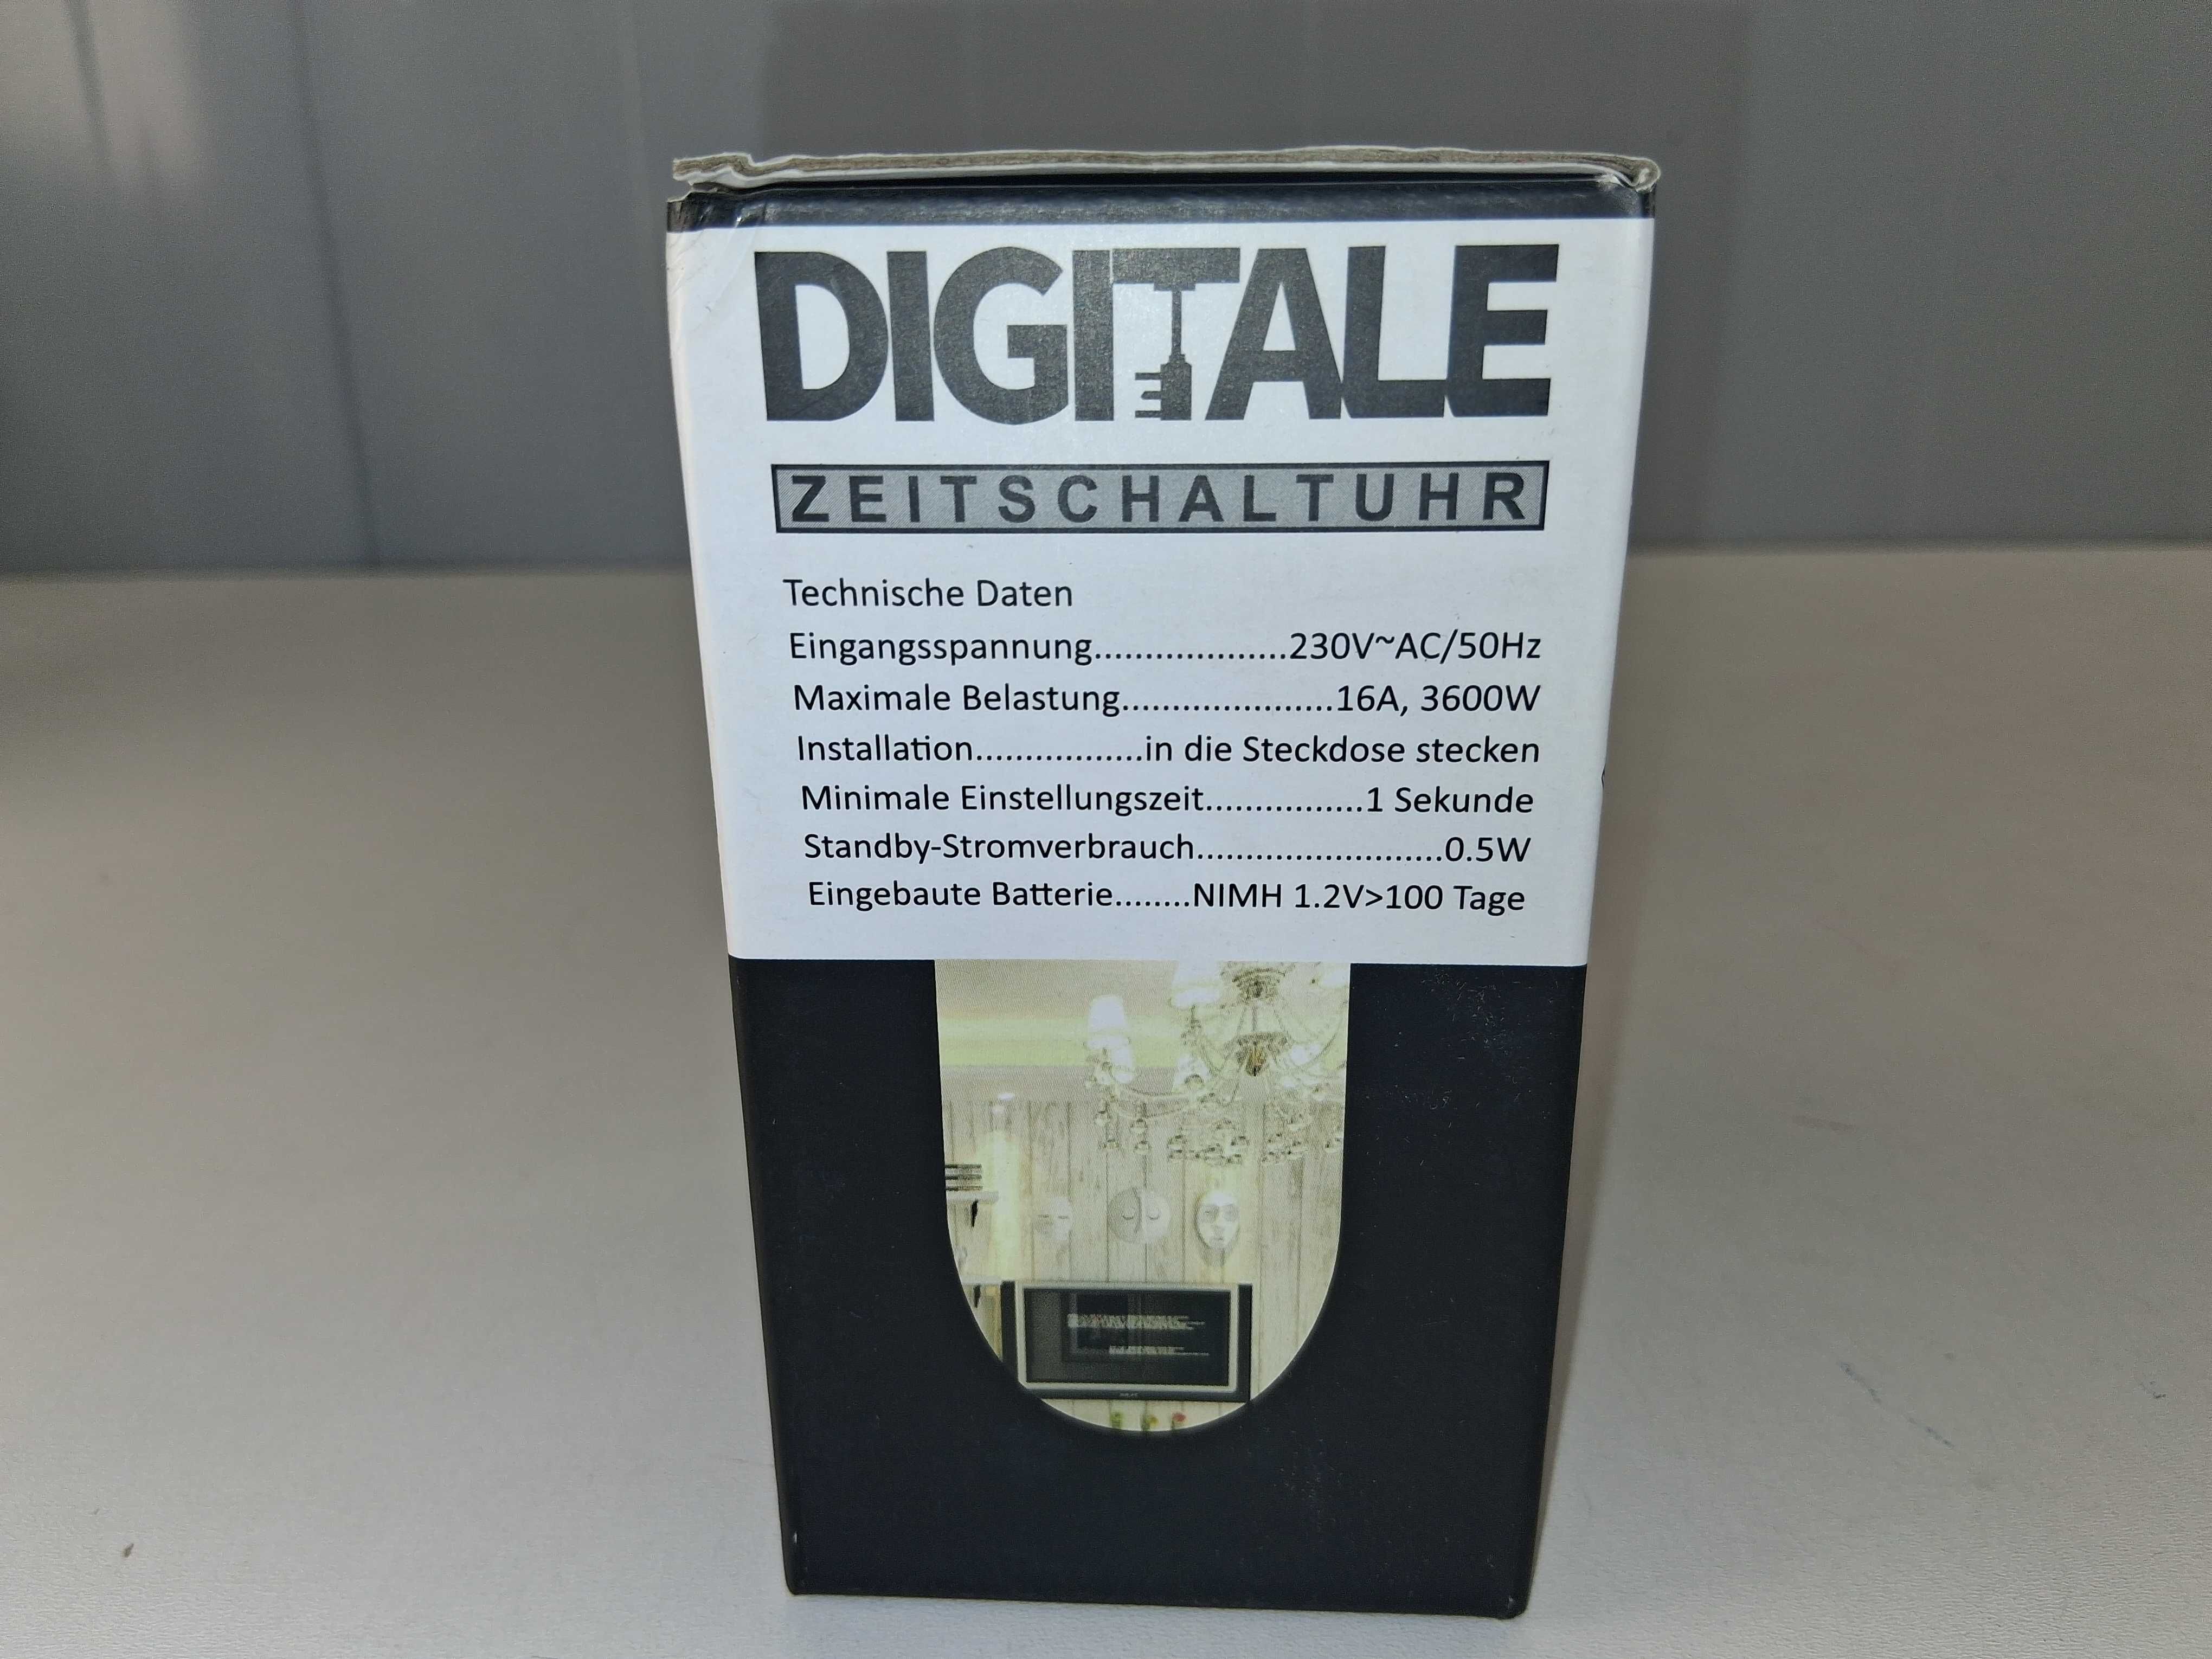 DIGITALE
ZEITSCHALTUHR
Technische Daten
Eingangsspannung...................230V~AC/50Hz
Maximale Belastung.....................16A, 3600W
Installation.................in die Steckdose stecken
Minimale Einstellungszeit................1 Sekunde
Standby-Stromverbrauch.........................0.5W
Eingebaute Batterie........NIMH 1.2V>100 Tage